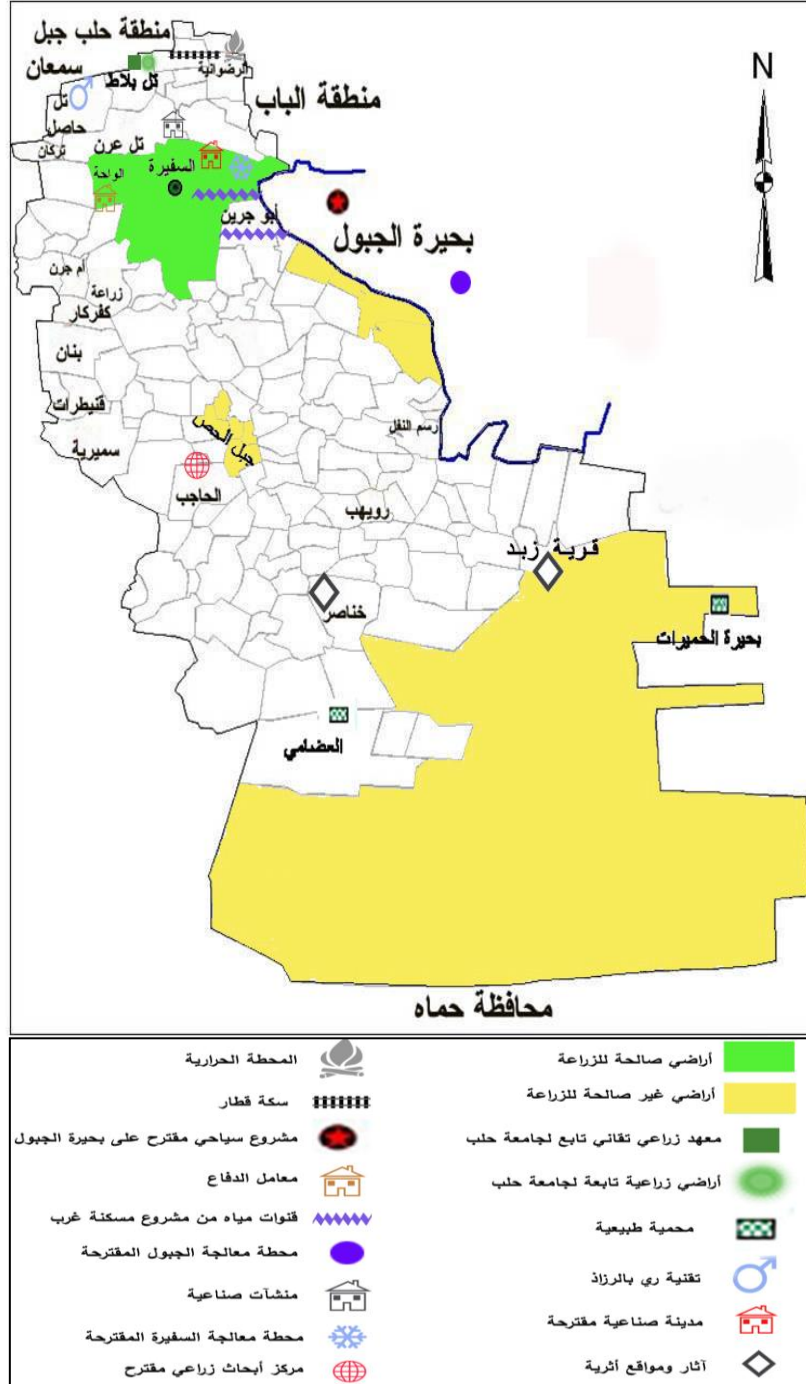 منطقة حلب جبل
سمعان
الرضوانية
تل بلاط
منطقة الباب
N
تل
حاصل
تركان
تل عرن
السفيرة
الواحة
أبو جرين
بحيرة الجبول
أم جرن
زراعة
كفركار
بنان
قنيطرات
سميرية
رسم النفل
جبل الحص
الحاجب
رويهب
قرية زبد
خناصر
بحيرة الحميرات
العضامي
محافظة حماه
أراضي صالحة للزراعة
أراضي غير صالحة للزراعة
معهد زراعي تقاني تابع لجامعة حلب
أراضي زراعية تابعة لجامعة حلب
محمية طبيعية
تقنية ري بالرزاذ
مدينة صناعية مقترحة
آثار ومواقع أثرية
المحطة الحرارية
سكة قطار
مشروع سياحي مقترح على بحيرة الجبول
معامل الدفاع
قنوات مياه من مشروع مسكنة غرب
محطة معالجة الجبول المقترحة
منشآت صناعية
محطة معالجة السفيرة المقترحة
مركز أبحاث زراعي مقترح